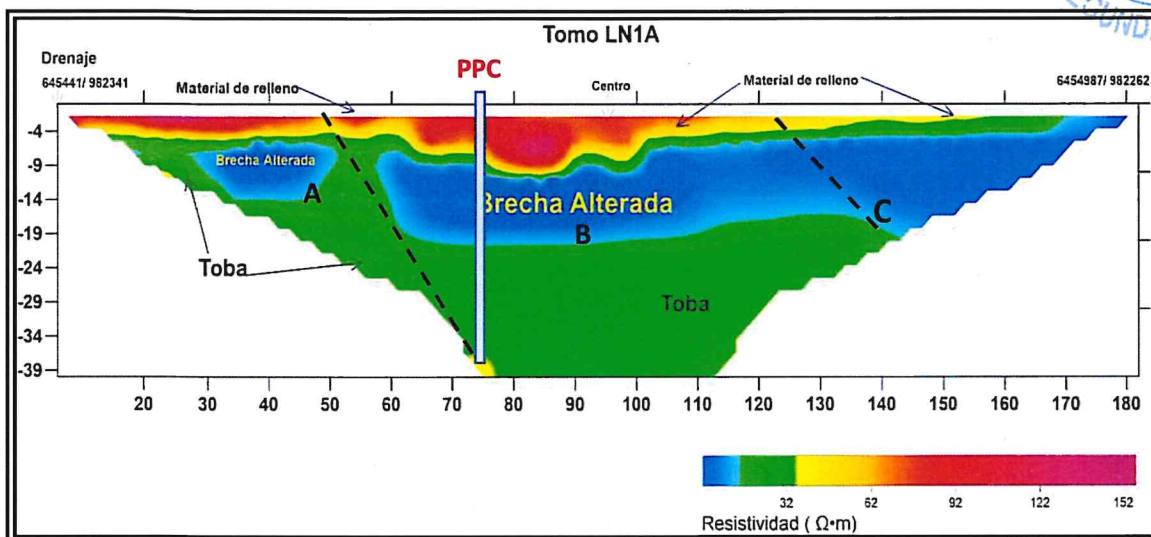 Tomo LN1A
Drenaje
645441/ 982341
Material de relleno
PPC
Centro
Material de relleno
6454987/ 982262
-4
-9
-14
-19
-24
-29
-34
-39
Brecha Alterada
A
Brecha Alterada
B
C
Toba
Toba
20 30 40 50 60 70 80 90 100 110 120 130 140 150 160 170 180
32 62 92 122 152
Resistividad ( Ω•m)